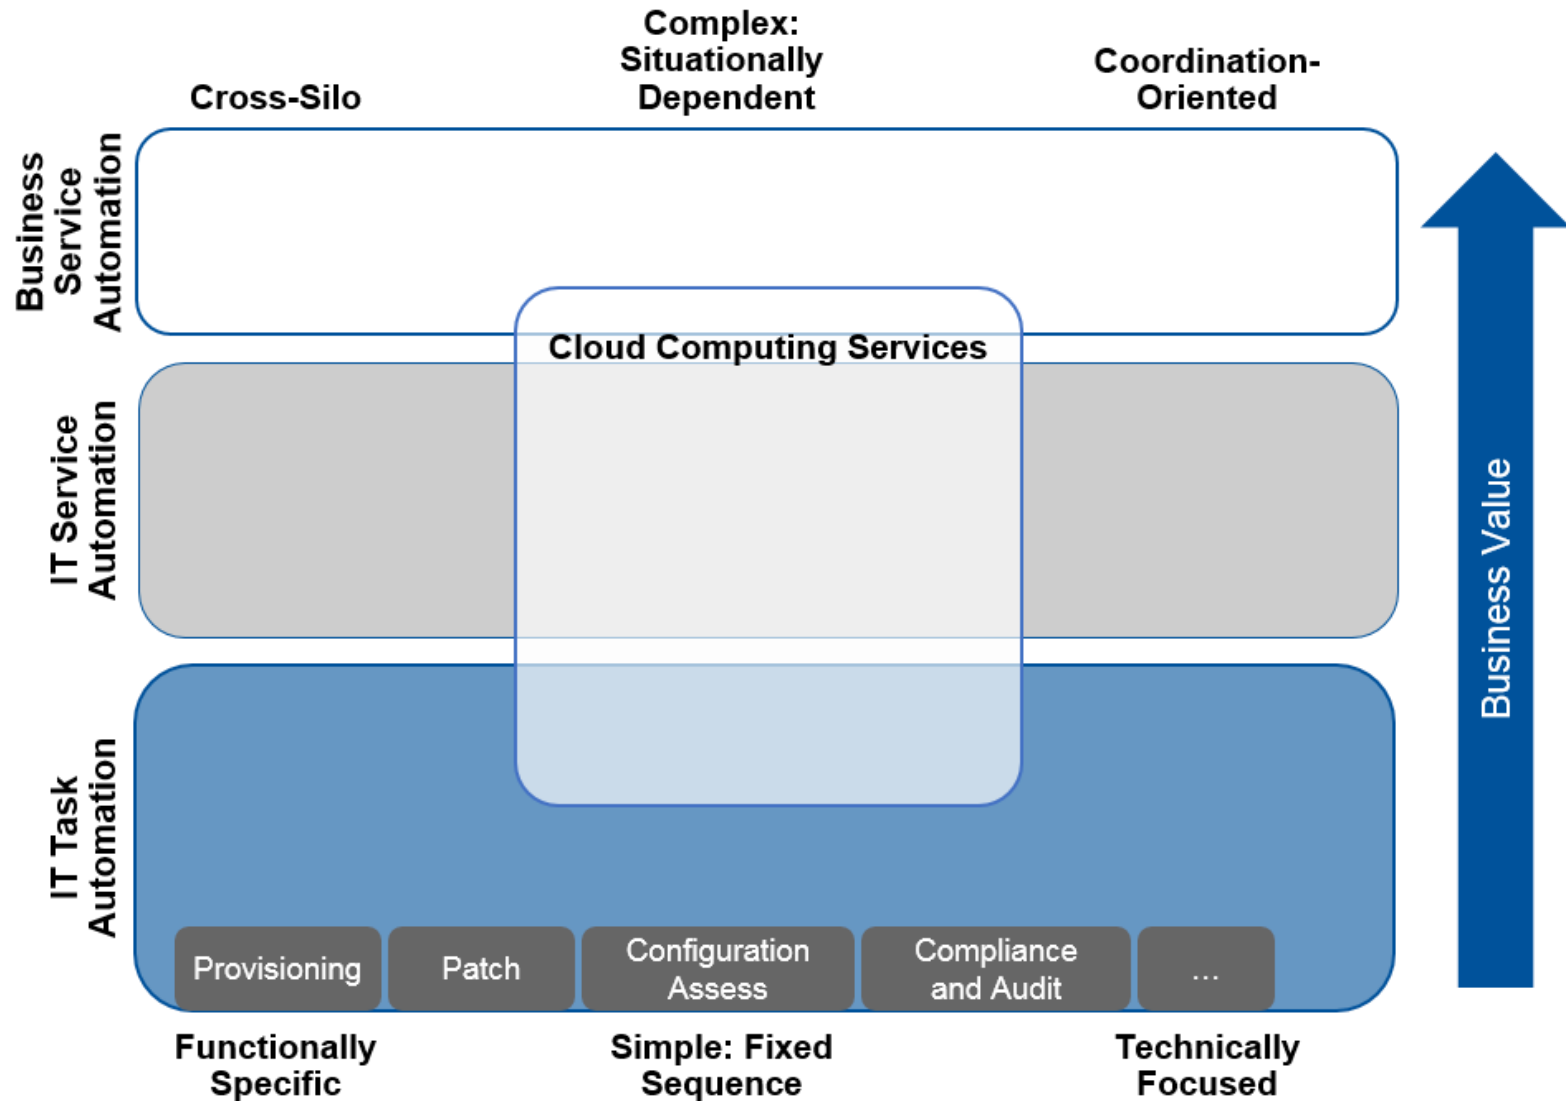 Complex:
Situationally
Dependent
Cross-Silo
Coordination-
Oriented
Business
Service
Automation
Cloud Computing Services
IT Service
Automation
Business Value
IT Task
Automation
Provisioning
Patch
Configuration
Assess
Compliance
and Audit
...
Functionally
Specific
Simple: Fixed
Sequence
Technically
Focused